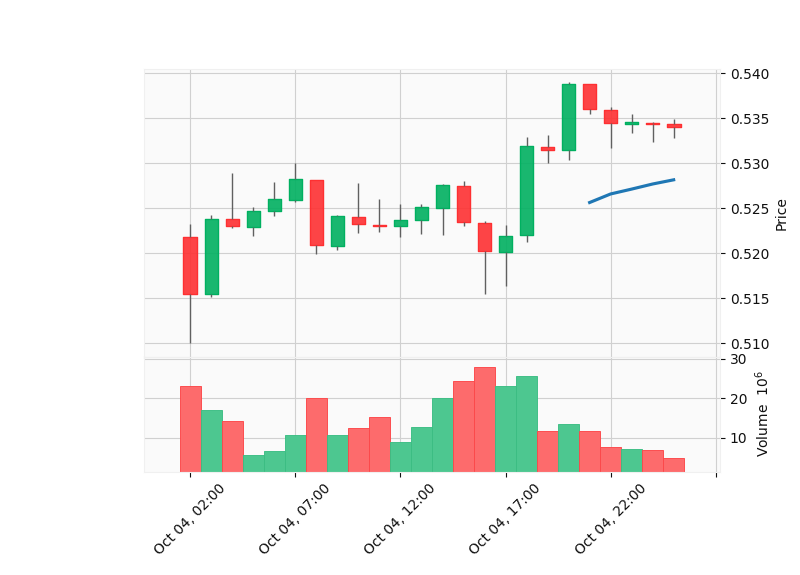 0.540
0.535
0.530
0.525
0.520
0.515
0.510
Price
30
20
10
Volume 10^6
Oct 04, 02:00
Oct 04, 07:00
Oct 04, 12:00
Oct 04, 17:00
Oct 04, 22:00